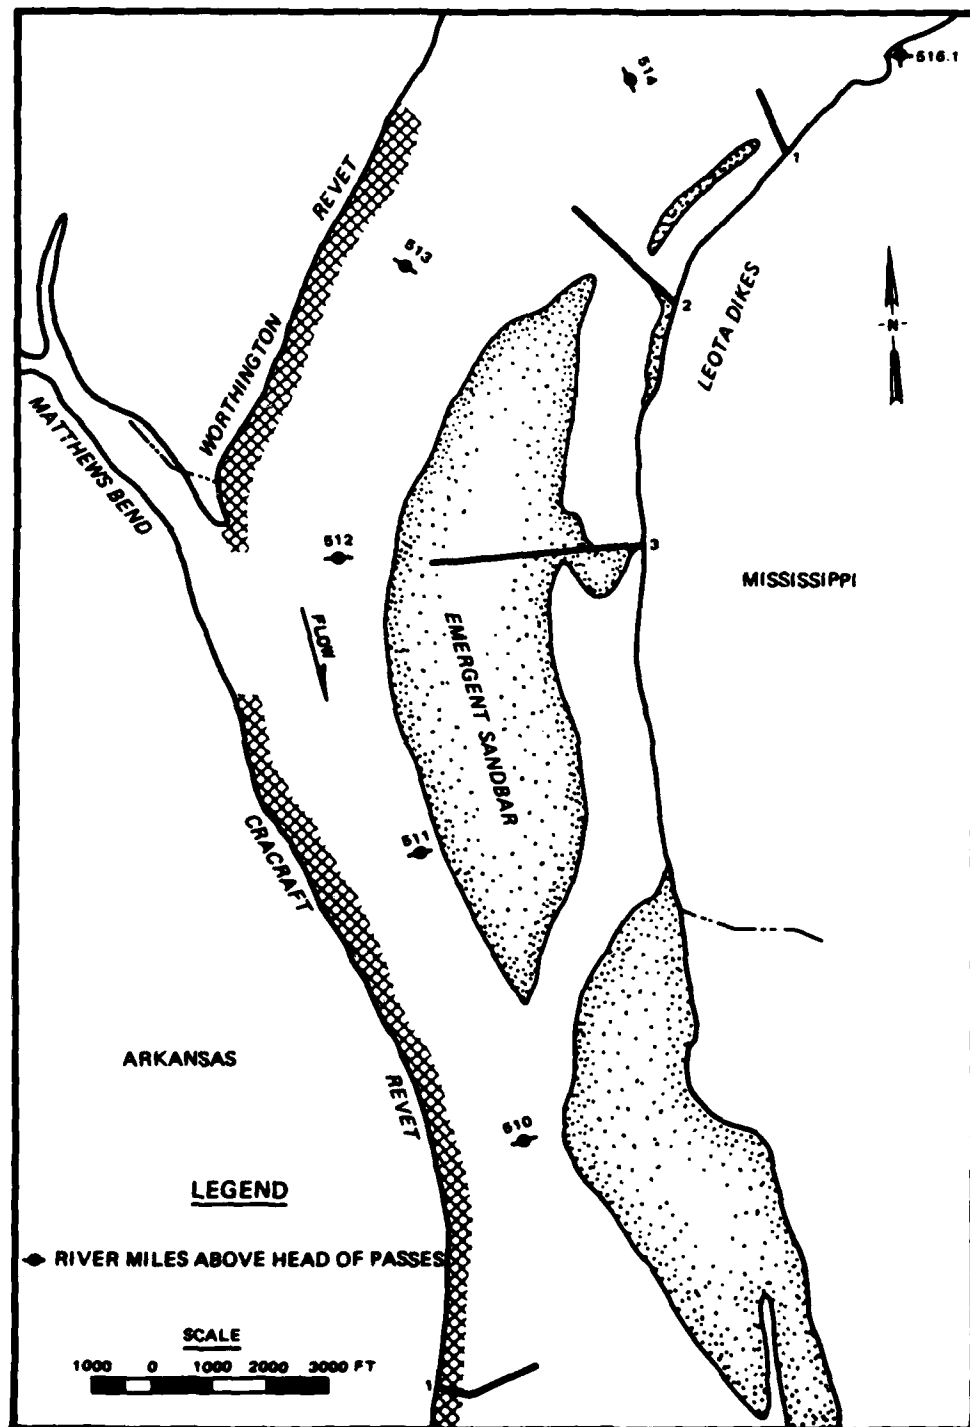 514
516.1
1
REVET
513
2
LEOTA DIKES
-N-
WORTHINGTON
MATTHEWS BEND
512
3
MISSISSIPPI
FLOW
EMERGENT SANDBAR
511
CRACRAFT
ARKANSAS
REVET
510
LEGEND
RIVER MILES ABOVE HEAD OF PASSES
SCALE
1000 0 1000 2000 3000 FT
1